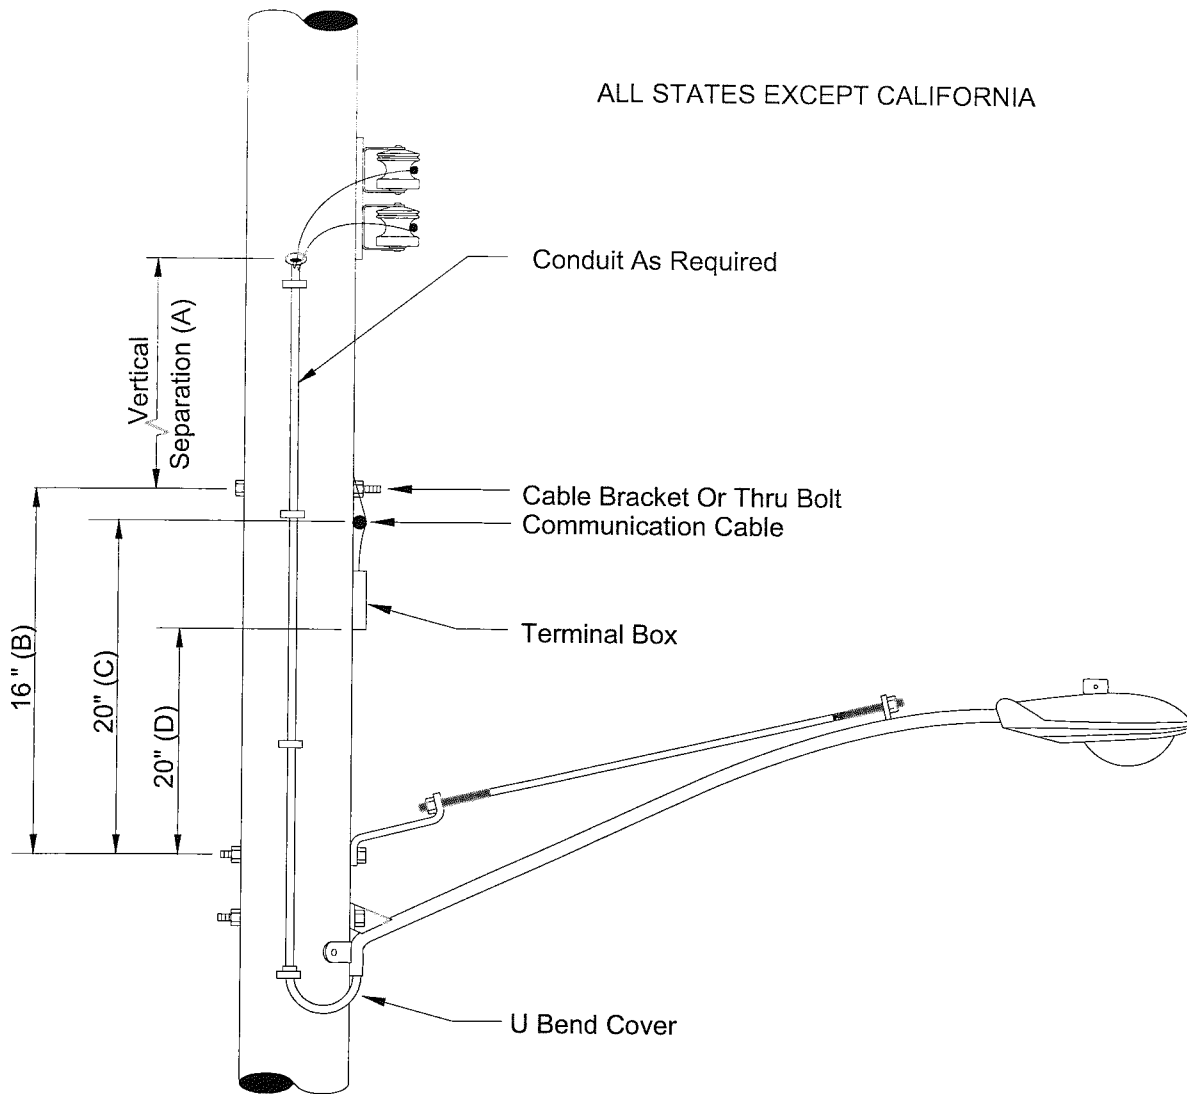 ALL STATES EXCEPT CALIFORNIA
Conduit As Required
Vertical
Separation (A)
Cable Bracket Or Thru Bolt
Communication Cable
Terminal Box
16 " (B)
20" (C)
20" (D)
U Bend Cover